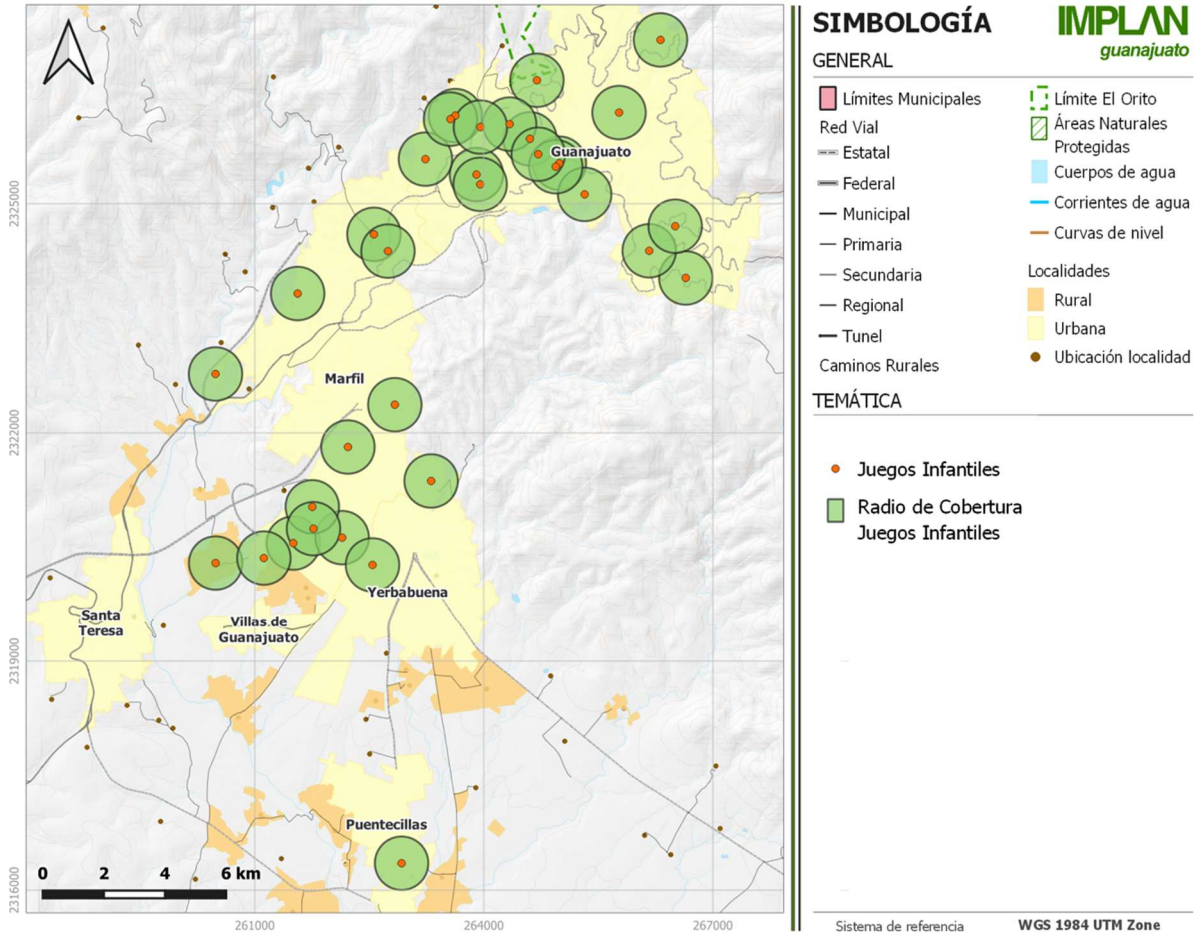 Guanajuato
Marfil
Yerbabuena
Santa
Teresa
Villas de
Guanajuato
Puentecillas
2325000
2322000
2319000
2316000
0 2 4 6 km
261000 264000 267000
SIMBOLOGÍA
IMPLAN
guanajuato
GENERAL
Límites Municipales
Red Vial
Estatal
Federal
Municipal
Primaria
Secundaria
Regional
Tunel
Caminos Rurales
Límite El Orito
Áreas Naturales
Protegidas
Cuerpos de agua
Corrientes de agua
Curvas de nivel
Localidades
Rural
Urbana
Ubicación localidad
TEMÁTICA
Juegos Infantiles
Radio de Cobertura
Juegos Infantiles
Sistema de referencia WGS 1984 UTM Zone